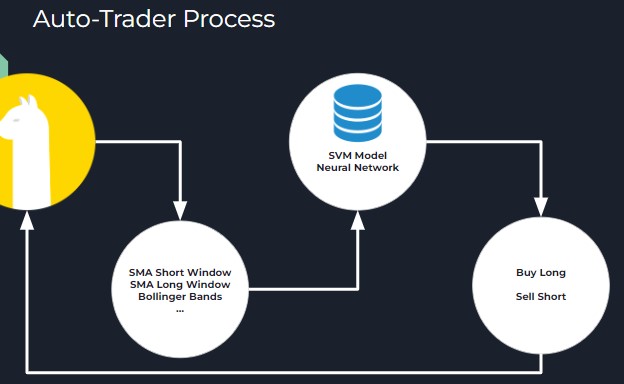 Auto-Trader Process
SVM Model
Neural Network
SMA Short Window
SMA Long Window
Bollinger Bands
...
Buy Long
Sell Short